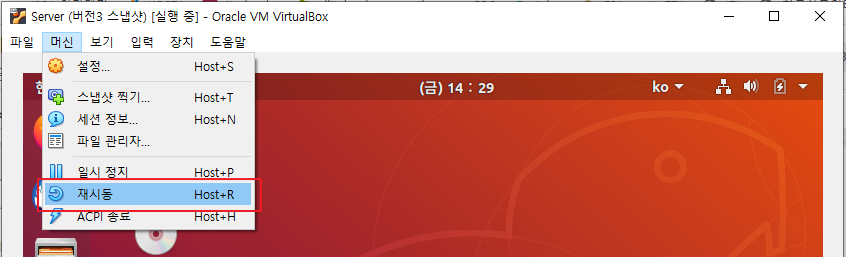 Server (버전3 스냅샷) [실행 중] - Oracle VM VirtualBox
파일 머신 보기 입력 장치 도움말
설정... Host+S
(금) 14 : 29 ko
스냅샷 찍기... Host+T
세션 정보... Host+N
파일 관리자...
일시 정지 Host+P
재시동 Host+R
ACPI 종료 Host+H